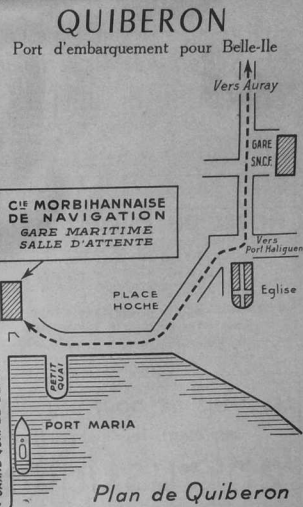 QUIBERON
Port d'embarquement pour Belle-Ile
Vers Auray
GARE
S.N.C.F.
CIE MORBIHANNAISE
DE NAVIGATION
GARE MARITIME
SALLE D'ATTENTE
Vers
Port Haliguen
PLACE
HOCHE
Eglise
PETIT
QUAI
PORT MARIA
Plan de Quiberon